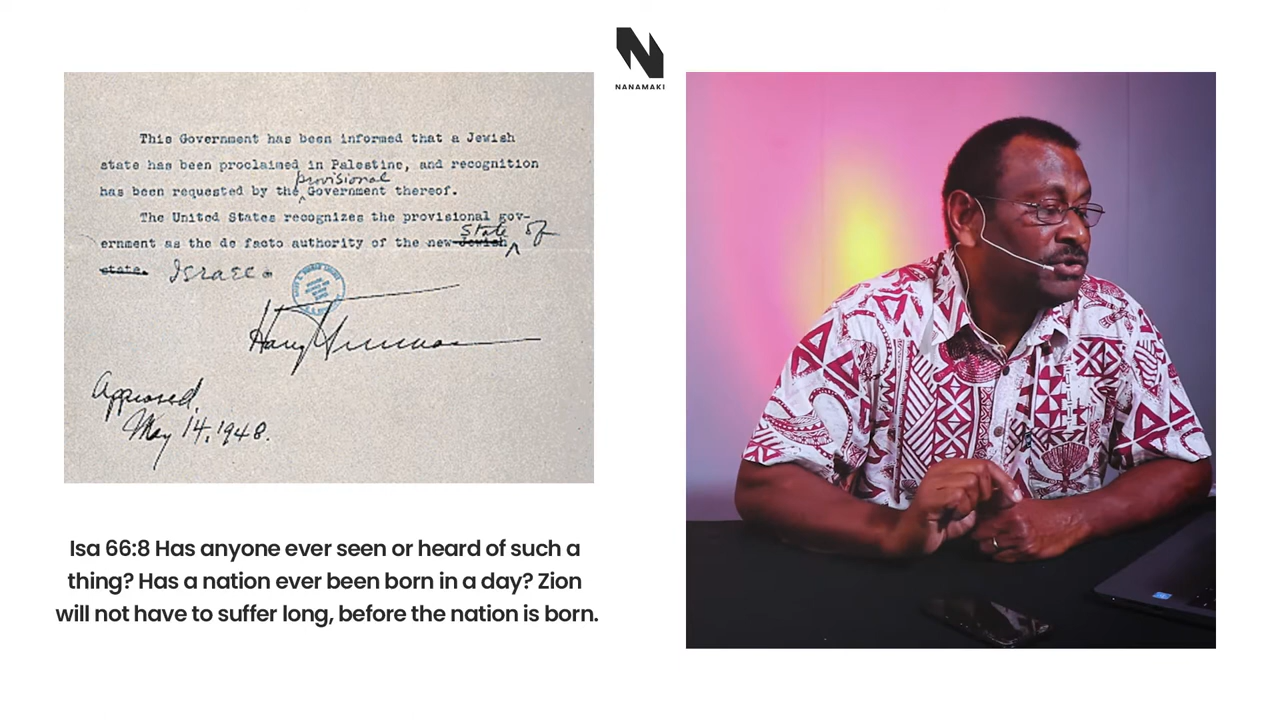 NANAMAKI
This Government has been informed that a Jewish
state has been proclaimed in Palestine, and recognition
provisional
has been requested by the Government thereof.
The United States recognizes the provisional gov-
State of
ernment as the de facto authority of the new Jewish
state. Israel.
Harry Truman
Approved,
May 14, 1948.
Isa 66:8 Has anyone ever seen or heard of such a
thing? Has a nation ever been born in a day? Zion
will not have to suffer long, before the nation is born.